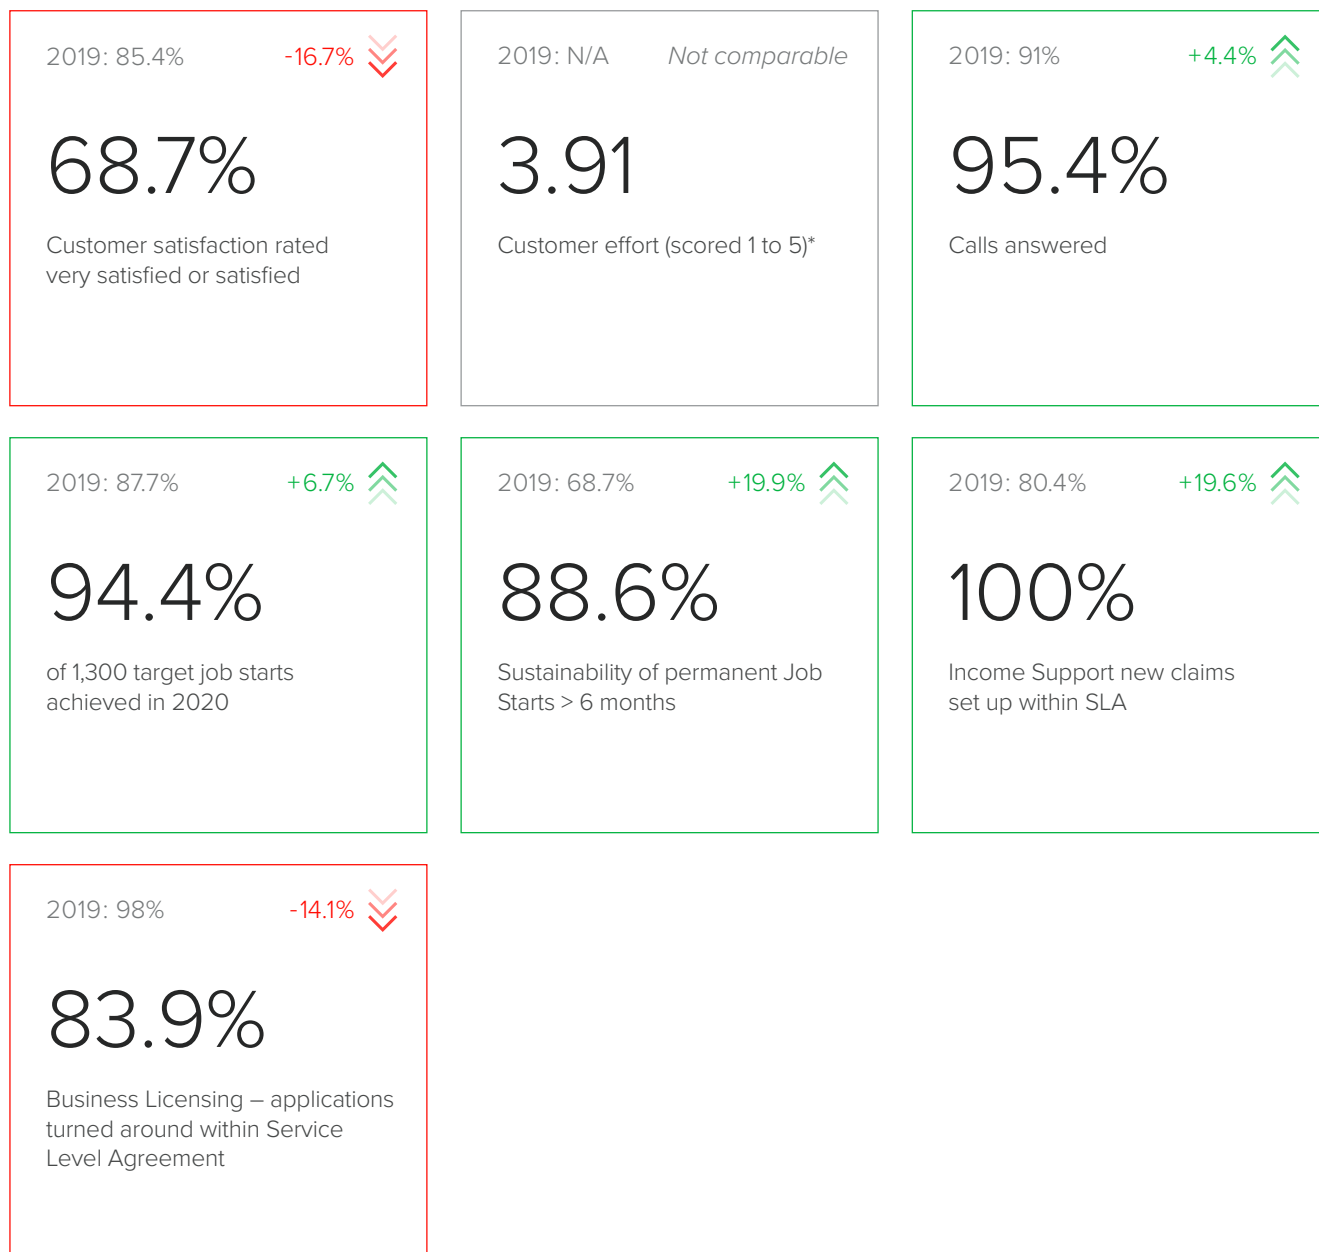 2019: 85.4% -16.7%
68.7%
Customer satisfaction rated
very satisfied or satisfied
2019: N/A Not comparable
3.91
Customer effort (scored 1 to 5)*
2019: 91% +4.4%
95.4%
Calls answered
2019: 87.7% +6.7%
94.4%
of 1,300 target job starts
achieved in 2020
2019: 68.7% +19.9%
88.6%
Sustainability of permanent Job
Starts > 6 months
2019: 80.4% +19.6%
100%
Income Support new claims
set up within SLA
2019: 98% -14.1%
83.9%
Business Licensing – applications
turned around within Service
Level Agreement